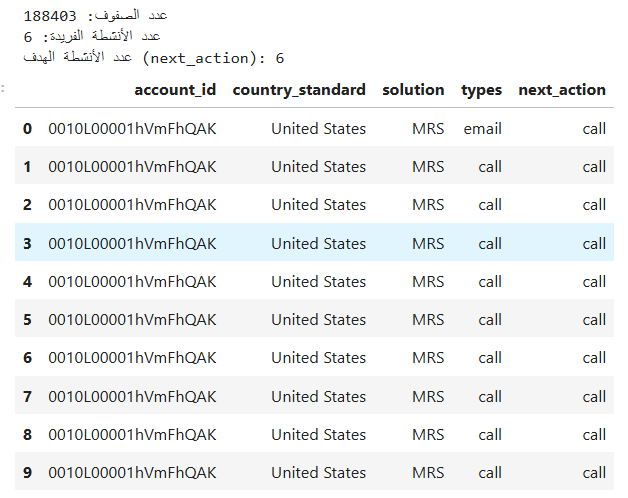 عدد الصفوف: 188403
عدد الأنشطة الفريدة: 6
عدد الأنشطة الهدف (next_action): 6
:
account_id country_standard solution types next_action
0 0010L00001hVmFhQAK United States MRS email call
1 0010L00001hVmFhQAK United States MRS call call
2 0010L00001hVmFhQAK United States MRS call call
3 0010L00001hVmFhQAK United States MRS call call
4 0010L00001hVmFhQAK United States MRS call call
5 0010L00001hVmFhQAK United States MRS call call
6 0010L00001hVmFhQAK United States MRS call call
7 0010L00001hVmFhQAK United States MRS call call
8 0010L00001hVmFhQAK United States MRS call call
9 0010L00001hVmFhQAK United States MRS call call